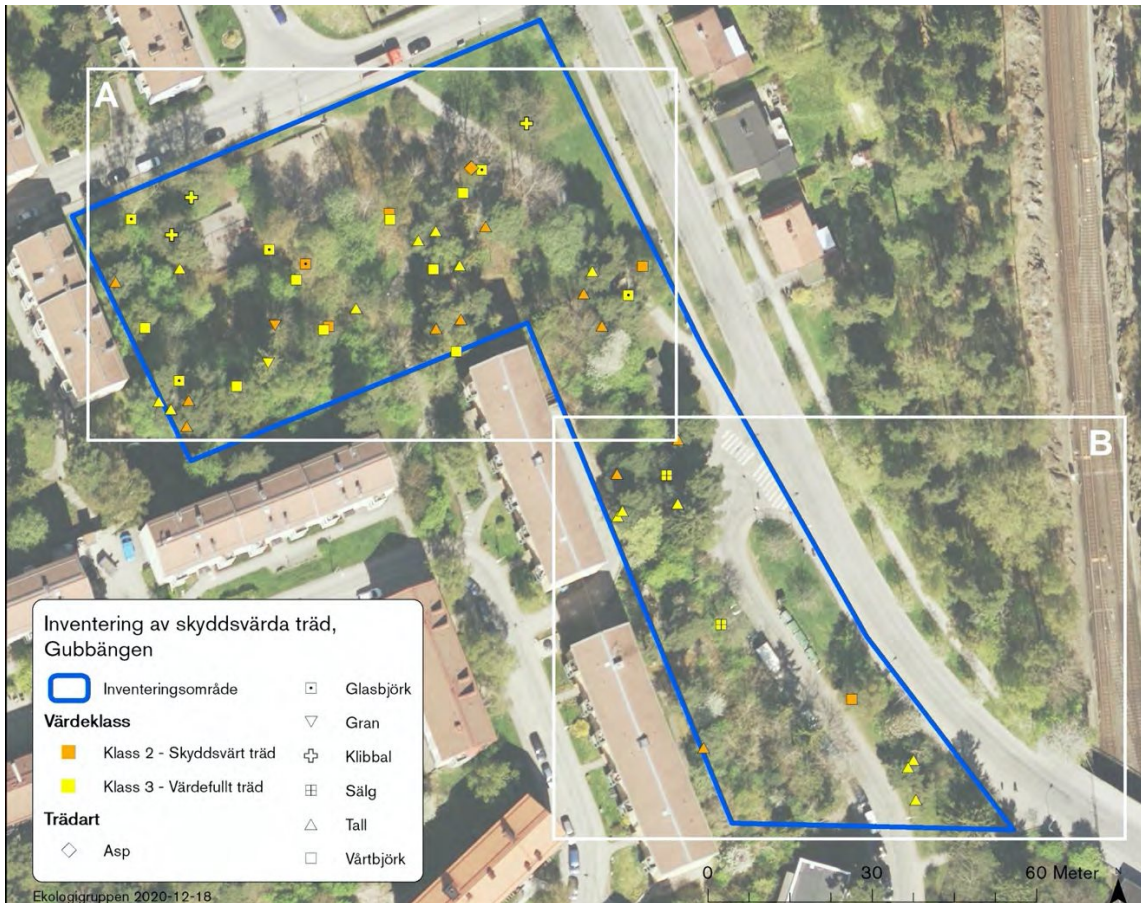 A
B
Inventering av skyddsvärda träd,
Gubbängen
Inventeringsområde
Värdeklass
Klass 2 - Skyddsvärt träd
Klass 3 - Värdefullt träd
Trädart
Asp
Glasbjörk
Gran
Klibbal
Sälg
Tall
Vårtbjörk
0 30 60 Meter
Ekologigruppen 2020-12-18